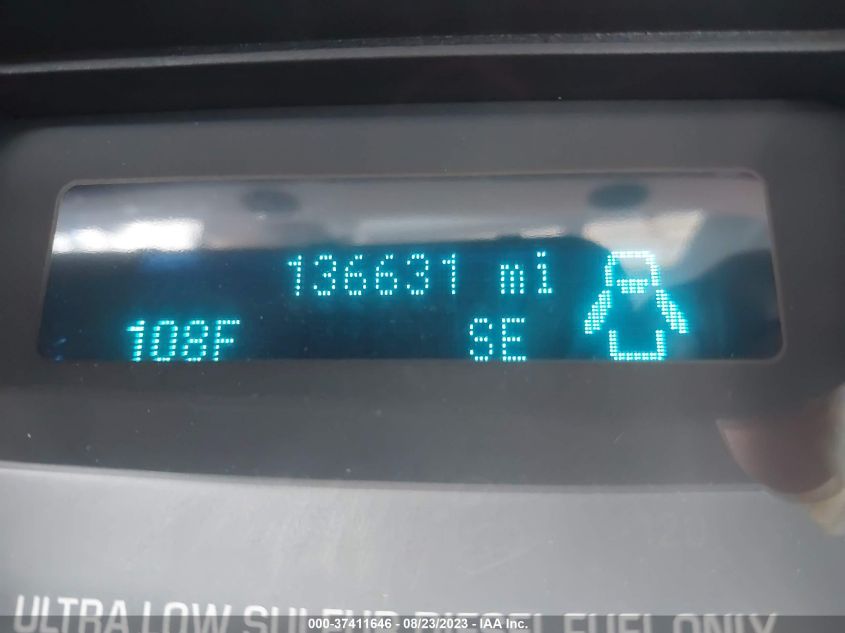 136631 mi
108F SE
ULTRA LOW SULFUR DIESEL FUEL ONLY
000-37411646 - 08/23/2023 - IAA Inc.